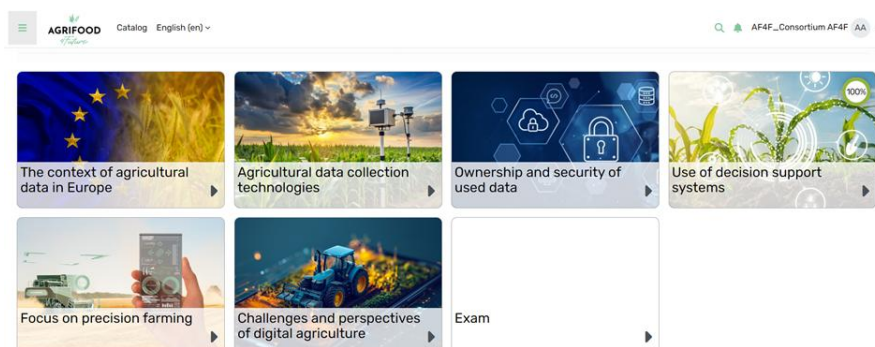 AGRIFOOD
4Future
Catalog English (en)
AF4F_Consortium AF4F AA
The context of agricultural
data in Europe
Agricultural data collection
technologies
Ownership and security of
used data
100%
Use of decision support
systems
Focus on precision farming
Challenges and perspectives
of digital agriculture
Exam